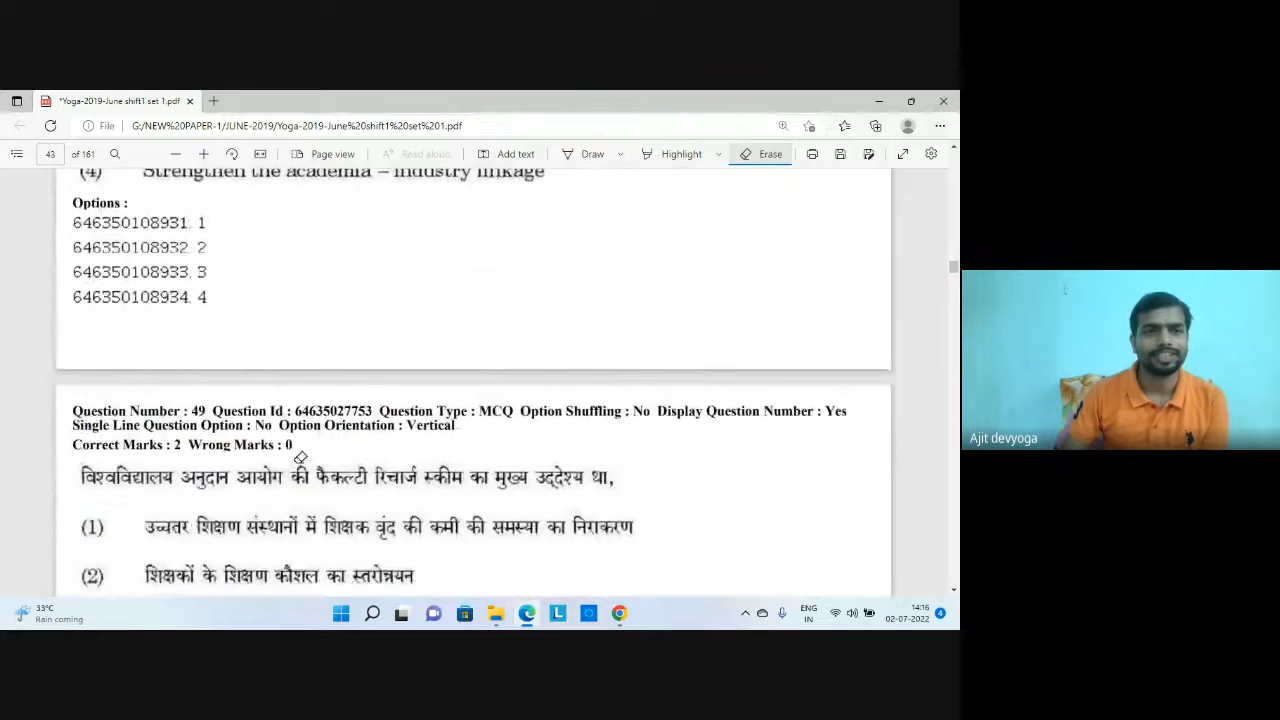 *Yoga-2019-June shift1 set 1.pdf
File G:/NEW%20PAPER-1/JUNE-2019/Yoga-2019-June%20shift1%20set%201.pdf
43 of 161 Page view Read aloud Add text Draw Highlight Erase
(4) Strengthen the academia – industry linkage
Options :
646350108931. 1
646350108932. 2
646350108933. 3
646350108934. 4
Question Number : 49 Question Id : 64635027753 Question Type : MCQ Option Shuffling : No Display Question Number : Yes
Single Line Question Option : No Option Orientation : Vertical
Correct Marks : 2 Wrong Marks : 0
विश्वविद्यालय अनुदान आयोग की फैकल्टी रिचार्ज स्कीम का मुख्य उद्देश्य था,
(1) उच्चतर शिक्षण संस्थानों में शिक्षक वृंद की कमी की समस्या का निराकरण
(2) शिक्षकों के शिक्षण कौशल का स्तरोन्नयन
Ajit devyoga
33°C
Rain coming
ENG
IN
14:16
02-07-2022
4